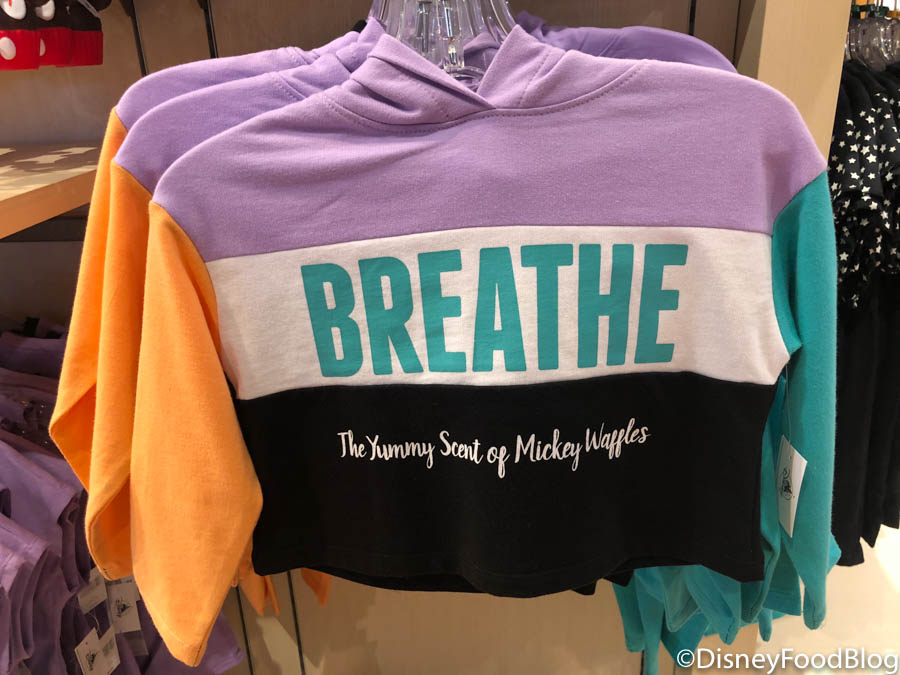 BREATHE
The Yummy Scent of Mickey Waffles
©DisneyFoodBlog